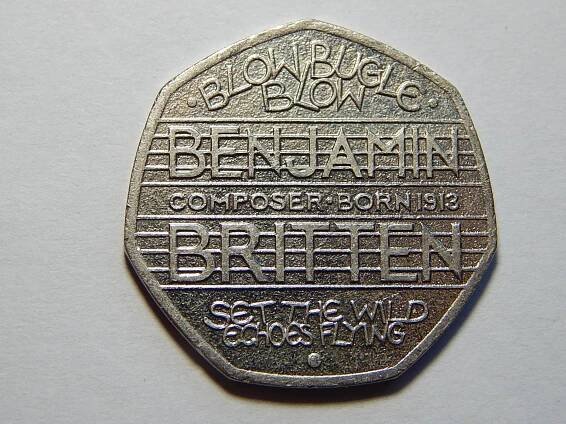 ·BLOW BUGLE·
BLOW
BENJAMIN
COMPOSER·BORN 1913
BRITTEN
SET THE WILD
ECHOES FLYING